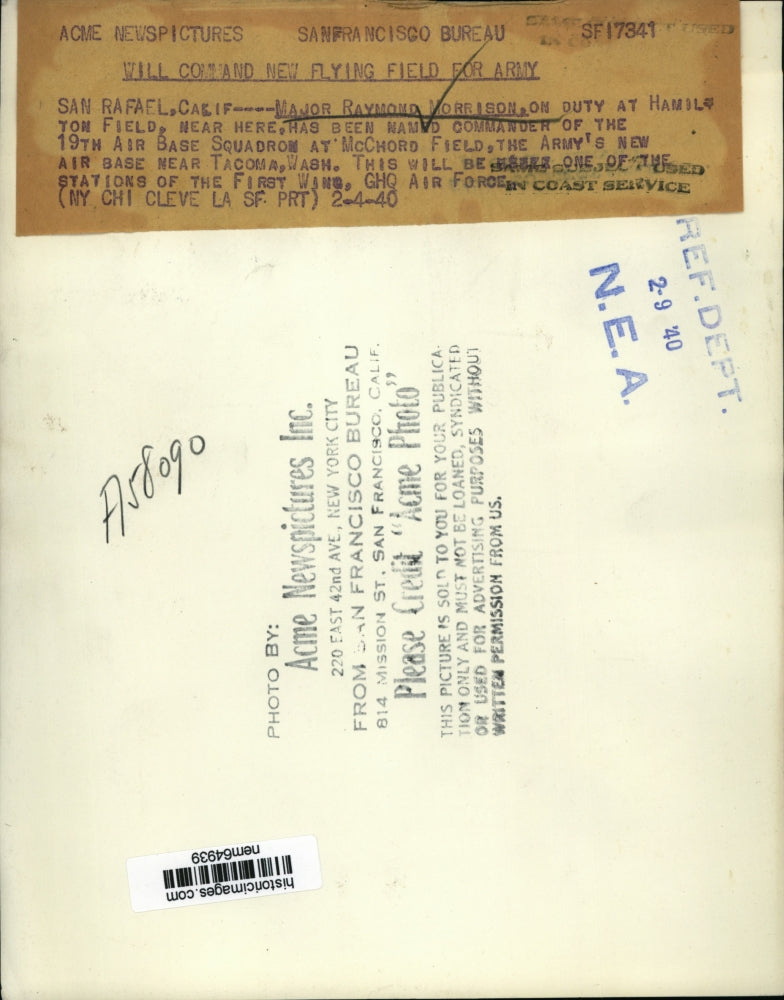 ACME NEWSPICTURES SANFRANCISCO BUREAU SF17341
USED
WILL COMMAND NEW FLYING FIELD FOR ARMY
SAN RAFAEL,CALIF----MAJOR RAYMOND MORRISON,ON DUTY AT HAMIL-
TON FIELD, NEAR HERE,HAS BEEN NAMED COMMANDER OF THE
19TH AIR BASE SQUADRON AT McCHORD FIELD,THE ARMY'S NEW
AIR BASE NEAR TACOMA,WASH. THIS WILL BE ONE OF THE
STATIONS OF THE FIRST WING, GHQ AIR FORCE
(NY CHI CLEVE LA SF PRT) 2-4-40
SAME SUBJECT USED
IN COAST SERVICE
REF. DEPT.
2-9 '40
N.E.A.
A58090
PHOTO BY:
Acme Newspictures Inc.
220 EAST 42nd AVE., NEW YORK CITY
FROM SAN FRANCISCO BUREAU
814 MISSION ST. SAN FRANCISCO, CALIF.
Please Credit "Acme Photo"
THIS PICTURE IS SOLD TO YOU FOR YOUR PUBLICA-
TION ONLY AND MUST NOT BE LOANED, SYNDICATED
OR USED FOR ADVERTISING PURPOSES WITHOUT
WRITTEN PERMISSION FROM US.
historicimages.com
nem64939